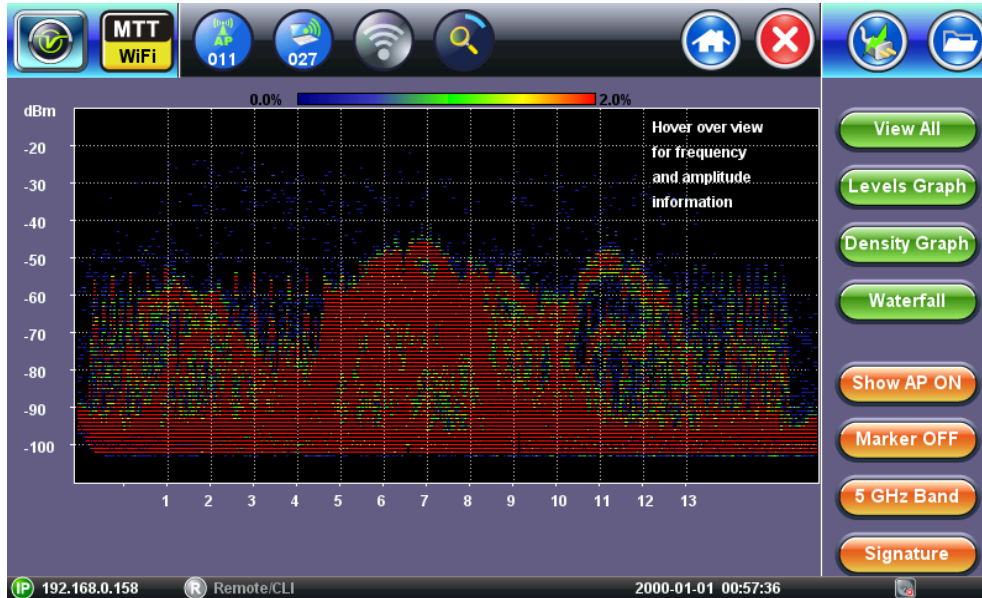 MTT
WiFi
AP
011
027
0.0%
2.0%
dBm
-20
-30
-40
-50
-60
-70
-80
-90
-100
Hover over view
for frequency
and amplitude
information
1 2 3 4 5 6 7 8 9 10 11 12 13
View All
Levels Graph
Density Graph
Waterfall
Show AP ON
Marker OFF
5 GHz Band
Signature
IP 192.168.0.158
R Remote/CLI
2000-01-01 00:57:36